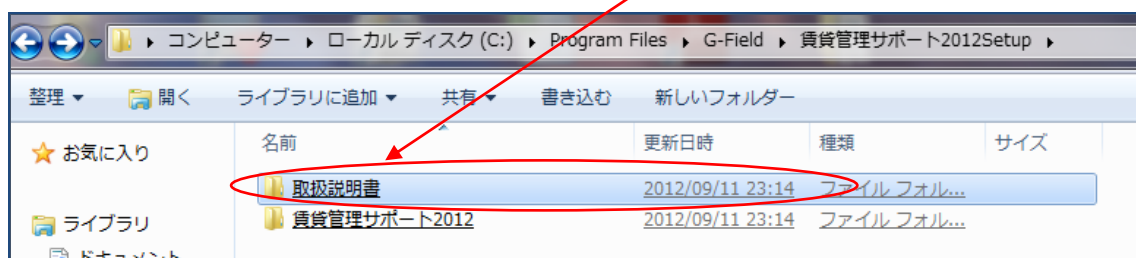 コンピューター ▸ ローカル ディスク (C:) ▸ Program Files ▸ G-Field ▸ 賃貸管理サポート2012Setup ▸
整理 ▼ 開く ライブラリに追加 ▼ 共有 ▼ 書き込む 新しいフォルダー
お気に入り
名前 更新日時 種類 サイズ
取扱説明書 2012/09/11 23:14 ファイル フォル...
ライブラリ
賃貸管理サポート2012 2012/09/11 23:14 ファイル フォル...
ドキュメント